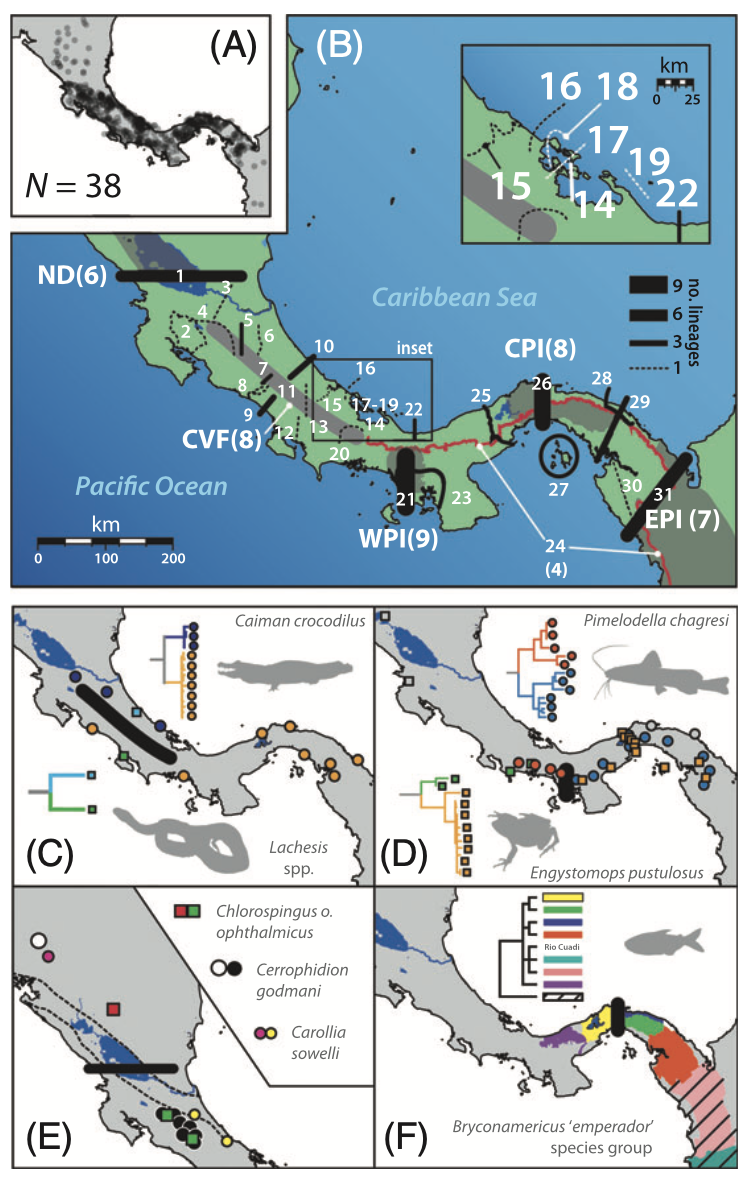 (A)
N = 38
(B)
km
0 25
16
18
17
19
15
14
22
ND(6)
1
3
4
5
2
6
7
8
9
10
11
12
13
CVF(8)
Caribbean Sea
9
6
3
1
no. lineages
inset
16
15
17-19
14
22
20
CPI(8)
25
26
28
29
27
30
31
EPI (7)
21
23
WPI(9)
24
(4)
Pacific Ocean
km
0 100 200
Caiman crocodilus
(C)
Lachesis
spp.
Pimelodella chagresi
(D)
Engystomops pustulosus
Chlorospingus o.
ophthalmicus
Cerrophidion
godmani
Carollia
sowelli
(E)
Rio Cuadi
(F)
Bryconamericus 'emperador'
species group